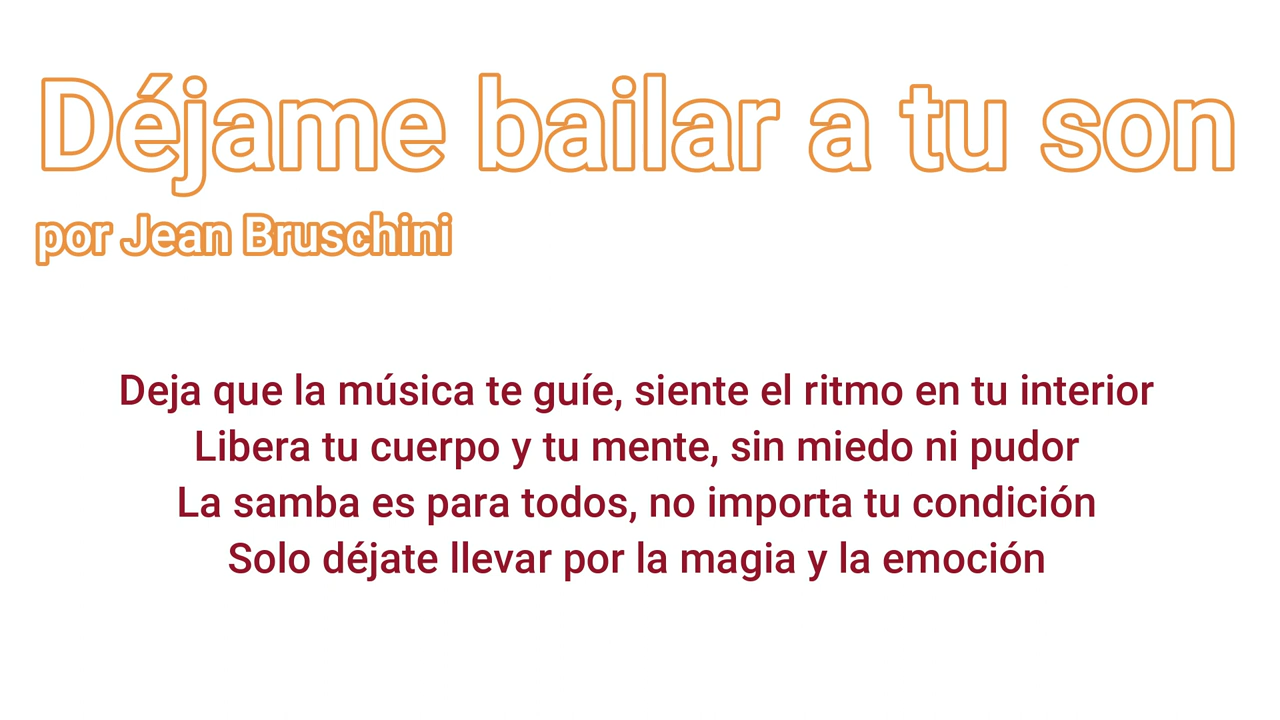 Déjame bailar a tu son
por Jean Bruschini
Deja que la música te guíe, siente el ritmo en tu interior
Libera tu cuerpo y tu mente, sin miedo ni pudor
La samba es para todos, no importa tu condición
Solo déjate llevar por la magia y la emoción